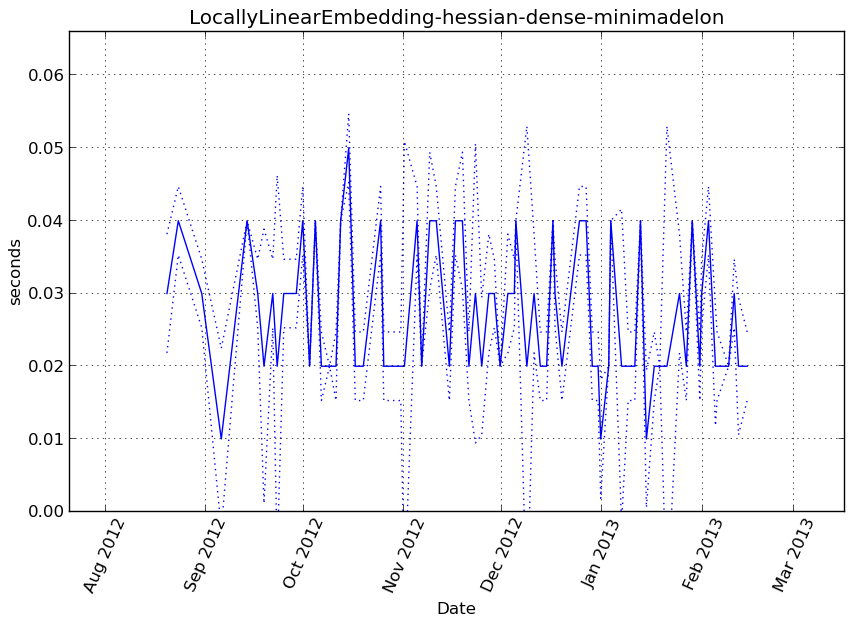 LocallyLinearEmbedding-hessian-dense-minimadelon
0.06
0.05
0.04
0.03
0.02
0.01
0.00
seconds
Aug 2012
Sep 2012
Oct 2012
Nov 2012
Dec 2012
Jan 2013
Feb 2013
Mar 2013
Date